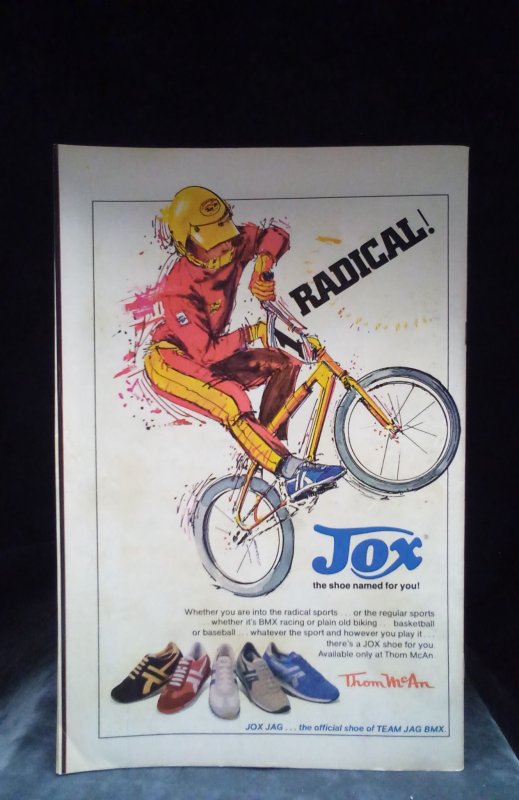 RADICAL!
1
Jox®
the shoe named for you!
Whether you are into the radical sports . . . or the regular sports
whether it's BMX racing or plain old biking . . . basketball
or baseball . . . whatever the sport and however you play it . . .
there's a JOX shoe for you.
Available only at Thom McAn.
Thom McAn
JOX JAG . . . the official shoe of TEAM JAG BMX.